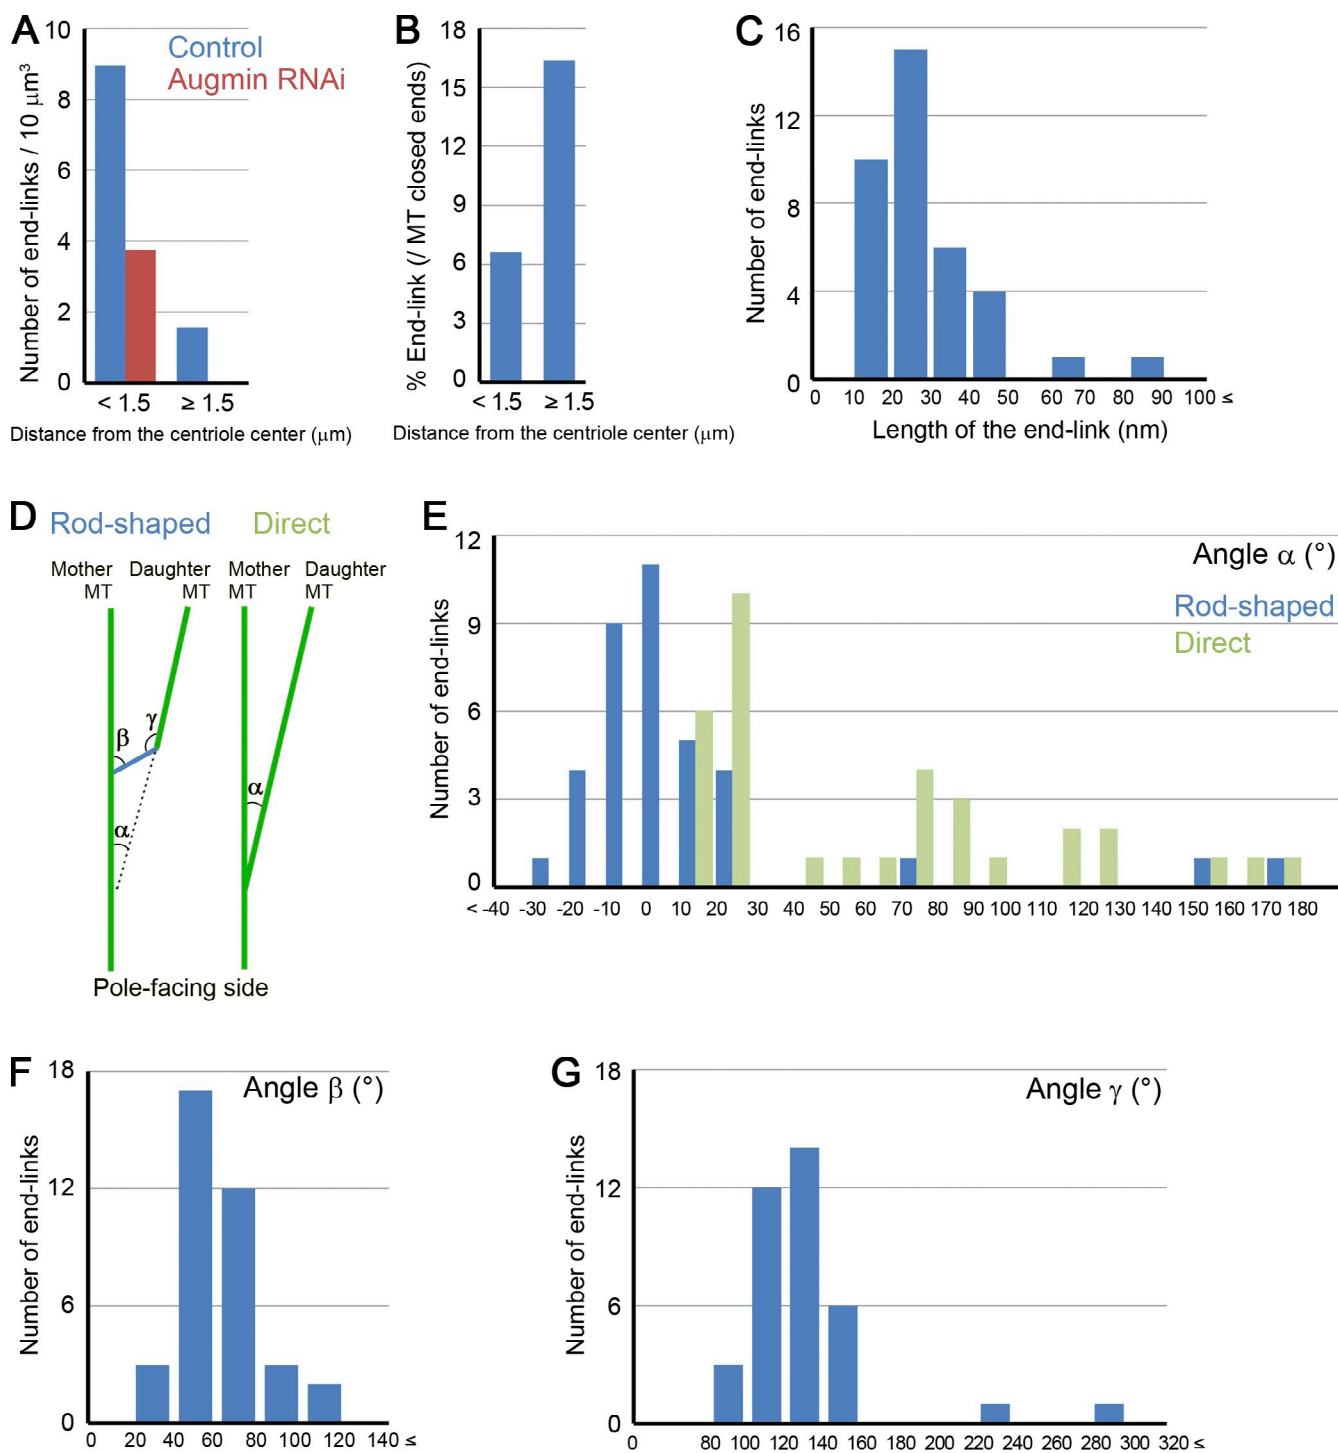 A
10
8
6
4
2
0
Number of end-links / 10 μm³
Control
Augmin RNAi
< 1.5
≥ 1.5
Distance from the centriole center (μm)
B
18
15
12
9
6
3
0
% End-link (/ MT closed ends)
< 1.5
≥ 1.5
Distance from the centriole center (μm)
C
16
12
8
4
0
Number of end-links
0 10 20 30 40 50 60 70 80 90 100 ≤
Length of the end-link (nm)
D
Rod-shaped
Direct
Mother Daughter Mother Daughter
MT MT MT MT
γ
β
α
α
Pole-facing side
E
12
9
6
3
0
Number of end-links
Angle α (°)
Rod-shaped
Direct
< -40 -30 -20 -10 0 10 20 30 40 50 60 70 80 90 100 110 120 130 140 150 160 170 180
F
18
12
6
0
Number of end-links
Angle β (°)
0 20 40 60 80 100 120 140 ≤
G
18
12
6
0
Number of end-links
Angle γ (°)
0 80 100 120 140 160 180 200 220 240 260 280 300 320 ≤